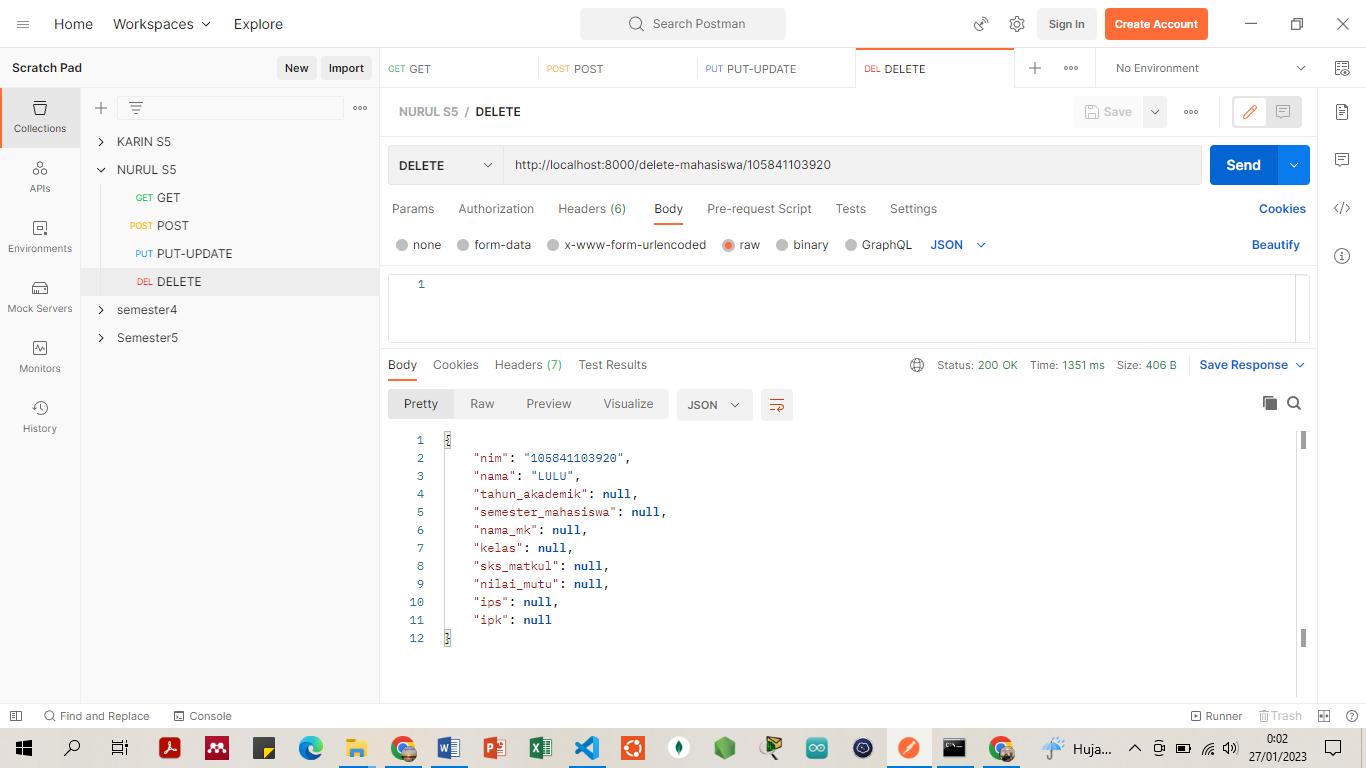 Home Workspaces Explore Search Postman Sign In Create Account
Scratch Pad New Import GET GET POST POST PUT PUT-UPDATE DEL DELETE No Environment
Collections
APIs
Environments
Mock Servers
Monitors
History
KARIN S5
NURUL S5
GET GET
POST POST
PUT PUT-UPDATE
DEL DELETE
semester4
Semester5
NURUL S5 / DELETE Save
DELETE http://localhost:8000/delete-mahasiswa/105841103920 Send
Params Authorization Headers (6) Body Pre-request Script Tests Settings Cookies
none form-data x-www-form-urlencoded raw binary GraphQL JSON Beautify
1
Body Cookies Headers (7) Test Results Status: 200 OK Time: 1351 ms Size: 406 B Save Response
Pretty Raw Preview Visualize JSON
1 {
2 "nim": "105841103920",
3 "nama": "LULU",
4 "tahun_akademik": null,
5 "semester_mahasiswa": null,
6 "nama_mk": null,
7 "kelas": null,
8 "sks_matkul": null,
9 "nilai_mutu": null,
10 "ips": null,
11 "ipk": null
12 }
Find and Replace Console Runner Trash
Huja... 0:02
27/01/2023